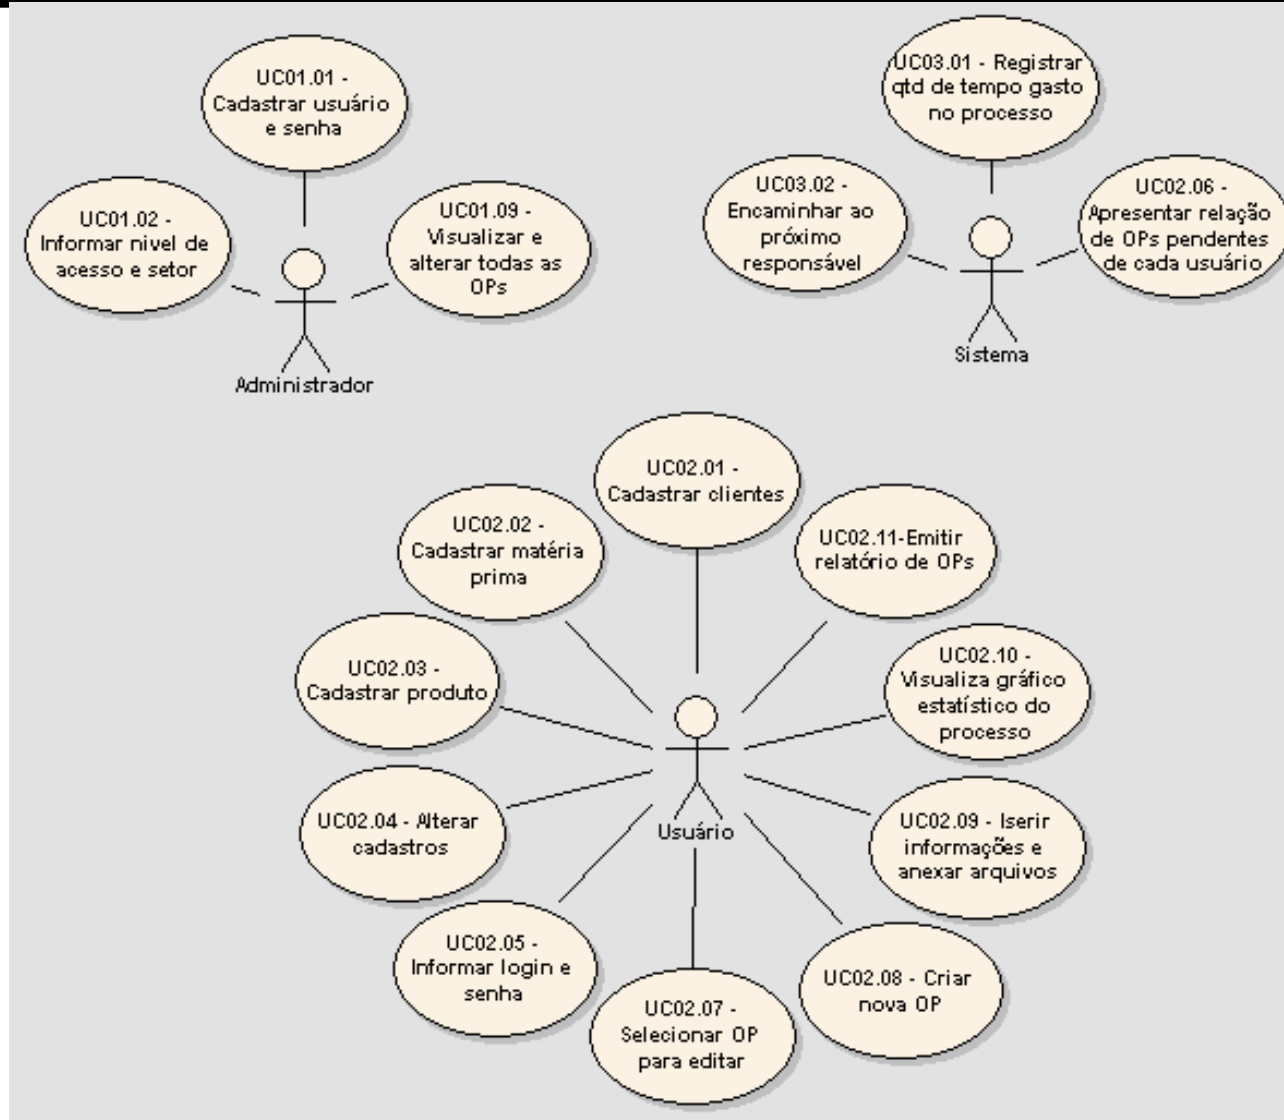 UC01.01 -
Cadastrar usuário
e senha
UC01.02 -
Informar nivel de
acesso e setor
UC01.09 -
Visualizar e
alterar todas as
OPs
Administrador
UC03.01 - Registrar
qtd de tempo gasto
no processo
UC03.02 -
Encaminhar ao
próximo
responsável
UC02.06 -
Apresentar relação
de OPs pendentes
de cada usuário
Sistema
UC02.01 -
Cadastrar clientes
UC02.02 -
Cadastrar matéria
prima
UC02.11-Emitir
relatório de OPs
UC02.03 -
Cadastrar produto
UC02.10 -
Visualiza gráfico
estatístico do
processo
UC02.04 - Alterar
cadastros
Usuário
UC02.09 - Iserir
informações e
anexar arquivos
UC02.05 -
Informar login e
senha
UC02.07 -
Selecionar OP
para editar
UC02.08 - Criar
nova OP